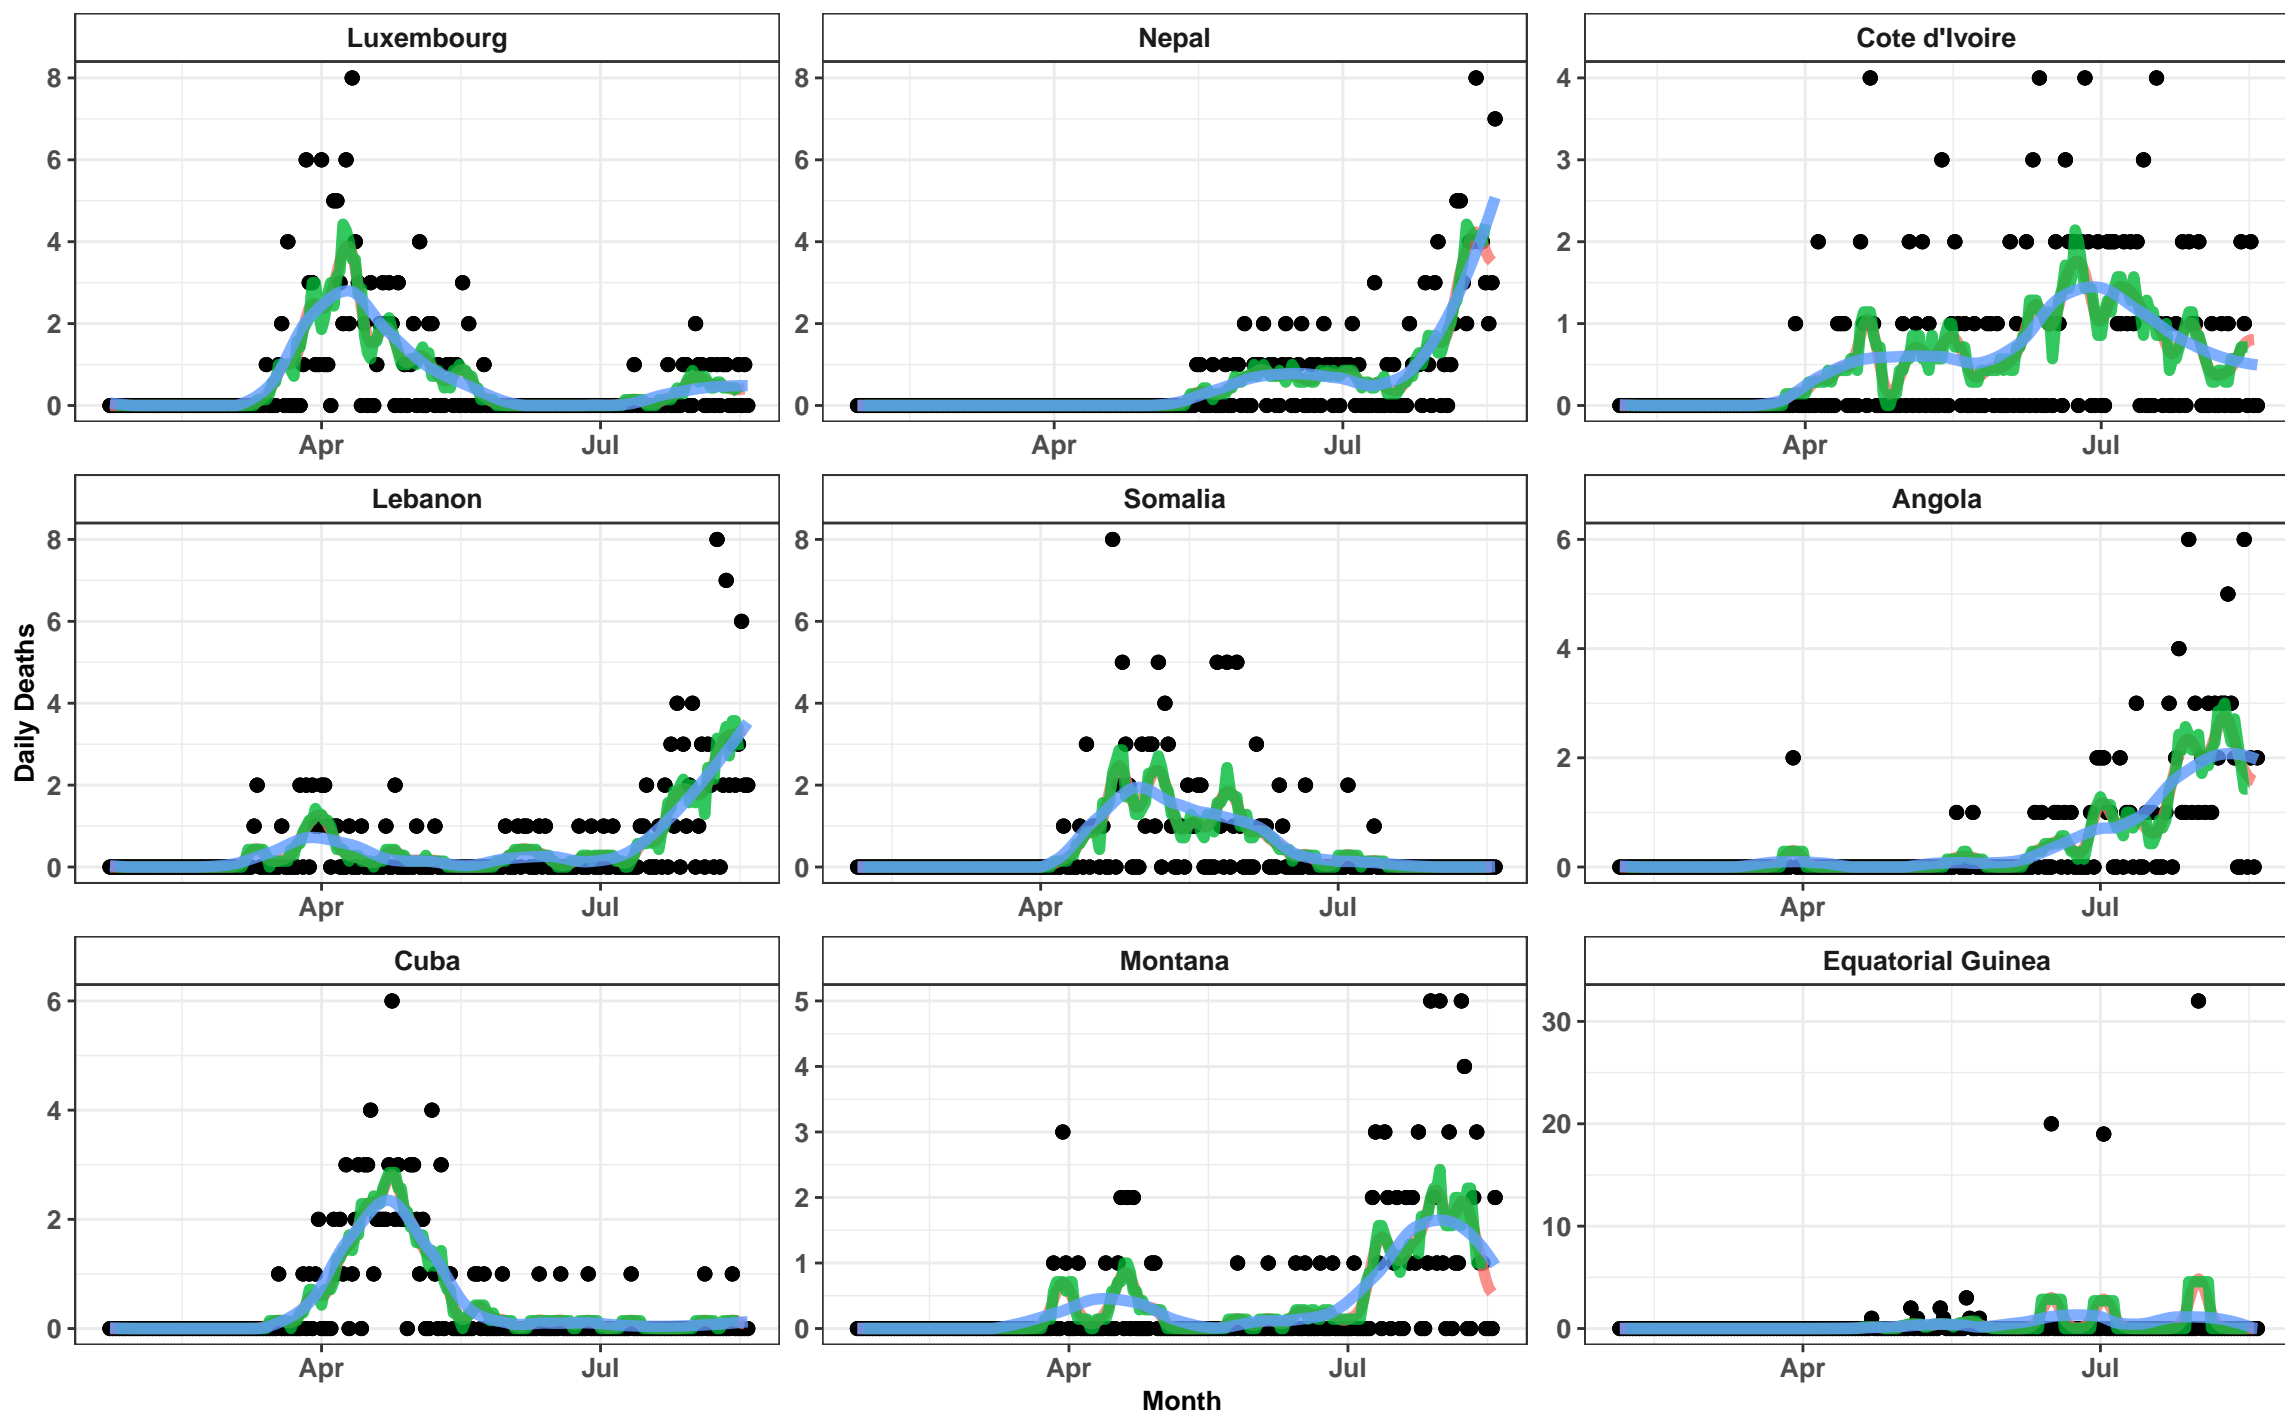 Luxembourg Nepal Cote d'Ivoire
8 8 4
6 6 3
4 4 2
2 2 1
0 0 0
Apr Jul Apr Jul Apr Jul
Lebanon Somalia Angola
8 8 6
6 6 4
4 4 2
2 2 0
0 0
Apr Jul Apr Jul Apr Jul
Cuba Montana Equatorial Guinea
6 5 30
4 4 20
2 3 10
0 2 0
1
0
Apr Jul Apr Jul Apr Jul
Daily Deaths
Month